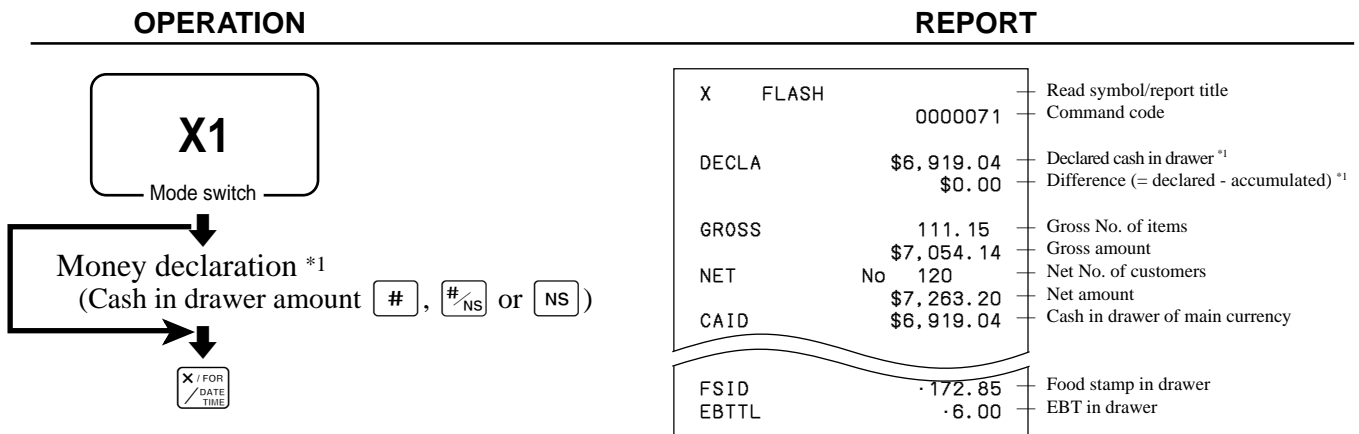 OPERATION
REPORT
X1
Mode switch
Money declaration *1
(Cash in drawer amount #, #/NS or NS)
X / FOR
/ DATE
TIME
X FLASH
Read symbol/report title
0000071
Command code
DECLA $6,919.04
Declared cash in drawer *1
$0.00
Difference (= declared - accumulated) *1
GROSS 111.15
Gross No. of items
$7,054.14
Gross amount
NET No 120
Net No. of customers
$7,263.20
Net amount
CAID $6,919.04
Cash in drawer of main currency
FSID ·172.85
Food stamp in drawer
EBTTL ·6.00
EBT in drawer